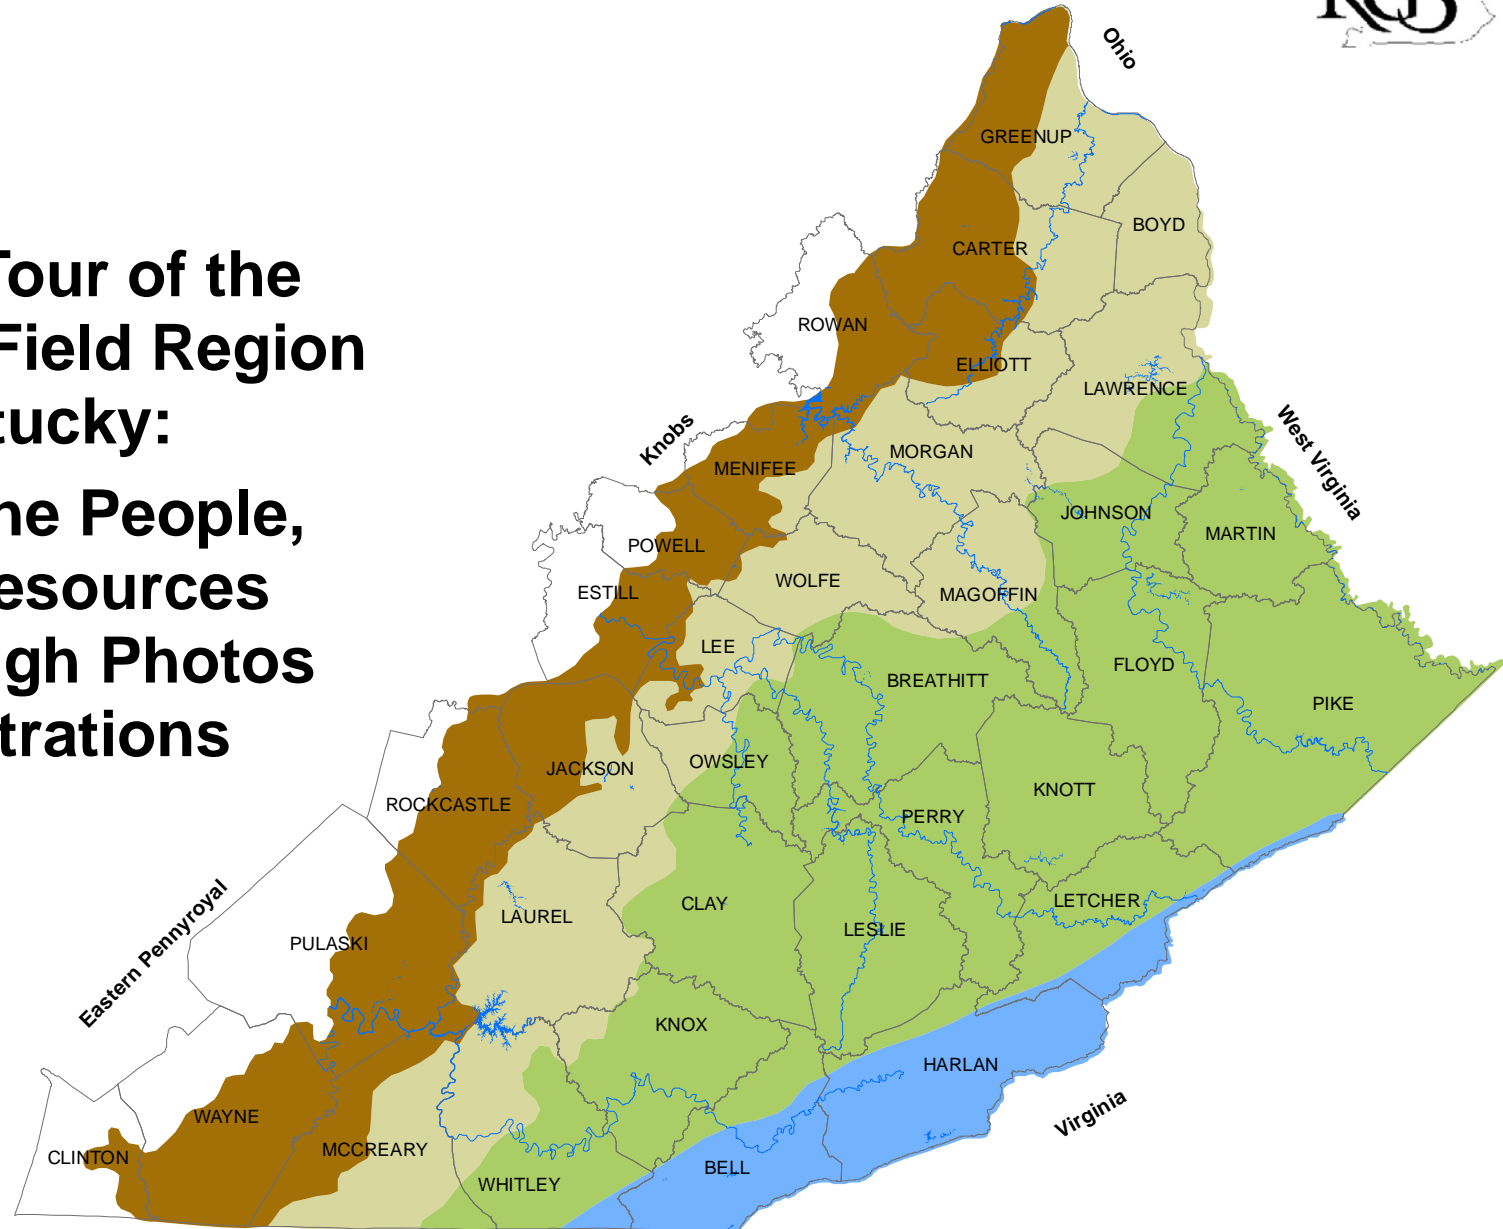 Tour of the
Field Region
tucky:
he People,
esources
gh Photos
trations
KGS
Ohio
GREENUP
BOYD
CARTER
ROWAN
ELLIOTT
LAWRENCE
Knobs
West Virginia
MORGAN
MENIFEE
JOHNSON
MARTIN
POWELL
WOLFE
ESTILL
MAGOFFIN
LEE
FLOYD
BREATHITT
PIKE
OWSLEY
JACKSON
KNOTT
ROCKCASTLE
PERRY
LETCHER
CLAY
LAUREL
LESLIE
PULASKI
Eastern Pennyroyal
KNOX
HARLAN
Virginia
WAYNE
MCCREARY
CLINTON
BELL
WHITLEY